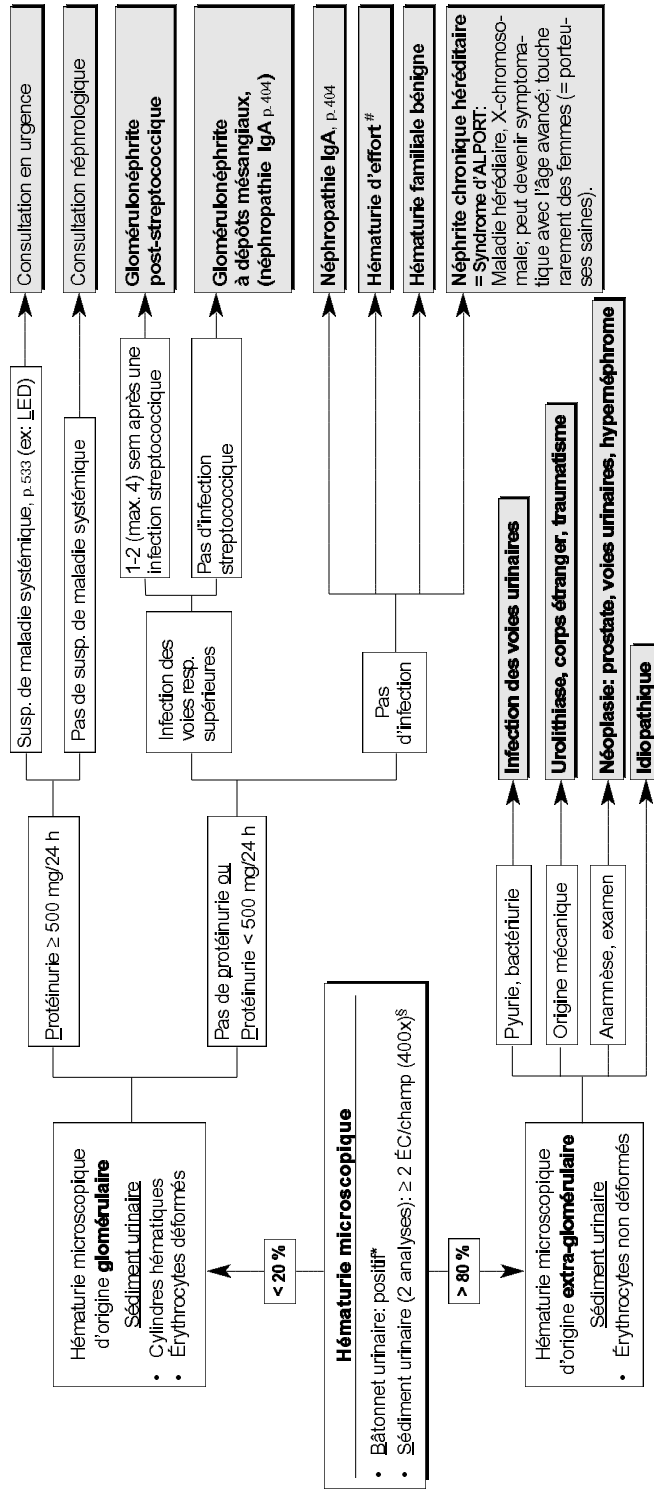 Hématurie microscopique
• Bâtonnet urinaire: positif*
• Sédiment urinaire (2 analyses): ≥ 2 ÉC/champ (400x)§
< 20 %
> 80 %
Hématurie microscopique
d'origine glomérulaire
Sédiment urinaire
• Cylindres hématiques
• Érythrocytes déformés
Protéinurie ≥ 500 mg/24 h
Susp. de maladie systémique, p.533 (ex: LED)
Consultation en urgence
Pas de susp. de maladie systémique
Consultation néphrologique
Pas de protéinurie ou
Protéinurie < 500 mg/24 h
Infection des
voies resp.
supérieures
1-2 (max. 4) sem après une
infection streptococcique
Glomérulonéphrite
post-streptococcique
Pas d'infection
streptococcique
Glomérulonéphrite
à dépôts mésangiaux,
(néphropathie IgA p.404)
Pas
d'infection
Néphropathie IgA, p.404
Hématurie d'effort#
Hématurie familiale bénigne
Néphrite chronique héréditaire
= Syndrome d'ALPORT:
Maladie hérédiaire, X-chromoso-
male; peut devenir symptoma-
tique avec l'âge avancé; touche
rarement des femmes (= porteu-
ses saines).
Hématurie microscopique
d'origine extra-glomérulaire
Sédiment urinaire
• Érythrocytes non déformés
Pyurie, bactériurie
Infection des voies urinaires
Origine mécanique
Urolithiase, corps étranger, traumatisme
Anamnèse, examen
Néoplasie: prostate, voies urinaires, hypernéphrome
Idiopathique